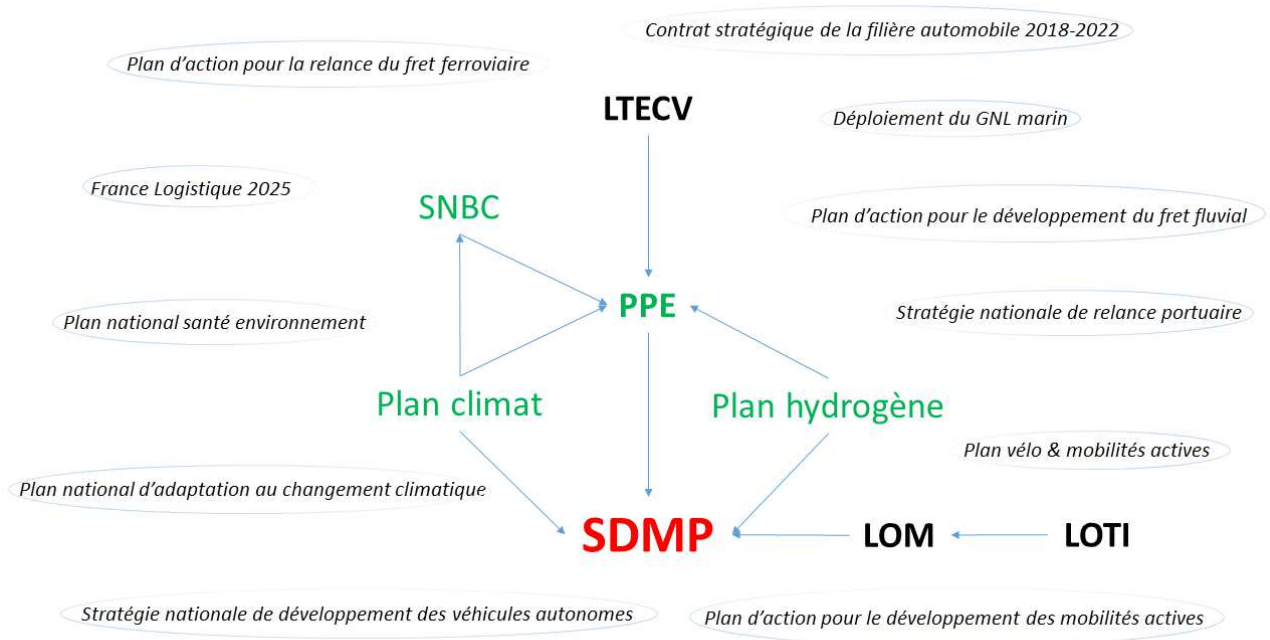 Contrat stratégique de la filière automobile 2018-2022
Plan d'action pour la relance du fret ferroviaire
LTECV
Déploiement du GNL marin
France Logistique 2025
SNBC
Plan d'action pour le développement du fret fluvial
PPE
Stratégie nationale de relance portuaire
Plan national santé environnement
Plan climat
Plan hydrogène
Plan vélo & mobilités actives
Plan national d'adaptation au changement climatique
SDMP
LOM
LOTI
Stratégie nationale de développement des véhicules autonomes
Plan d'action pour le développement des mobilités actives